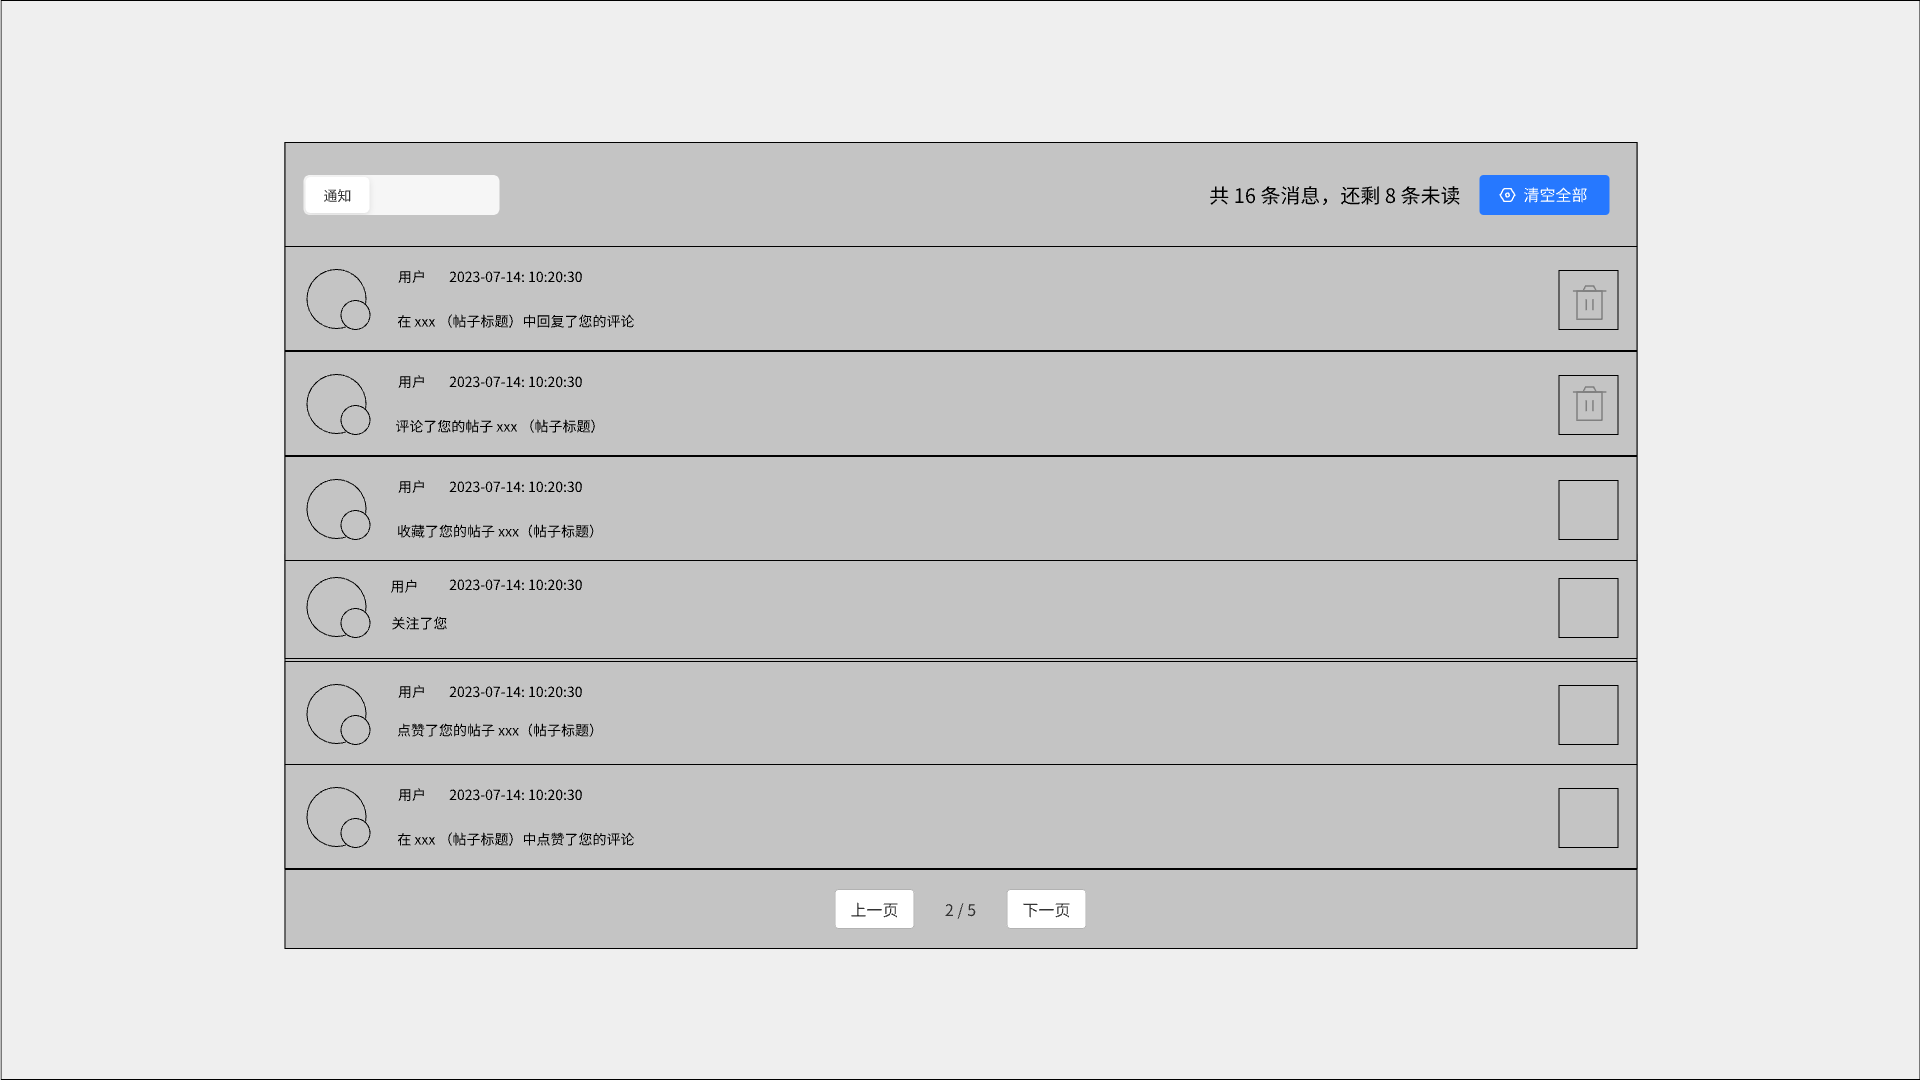 通知
共 16 条消息，还剩 8 条未读
清空全部
用户 2023-07-14: 10:20:30
在 xxx （帖子标题）中回复了您的评论
用户 2023-07-14: 10:20:30
评论了您的帖子 xxx （帖子标题）
用户 2023-07-14: 10:20:30
收藏了您的帖子 xxx（帖子标题）
用户 2023-07-14: 10:20:30
关注了您
用户 2023-07-14: 10:20:30
点赞了您的帖子 xxx（帖子标题）
用户 2023-07-14: 10:20:30
在 xxx （帖子标题）中点赞了您的评论
上一页 2 / 5 下一页